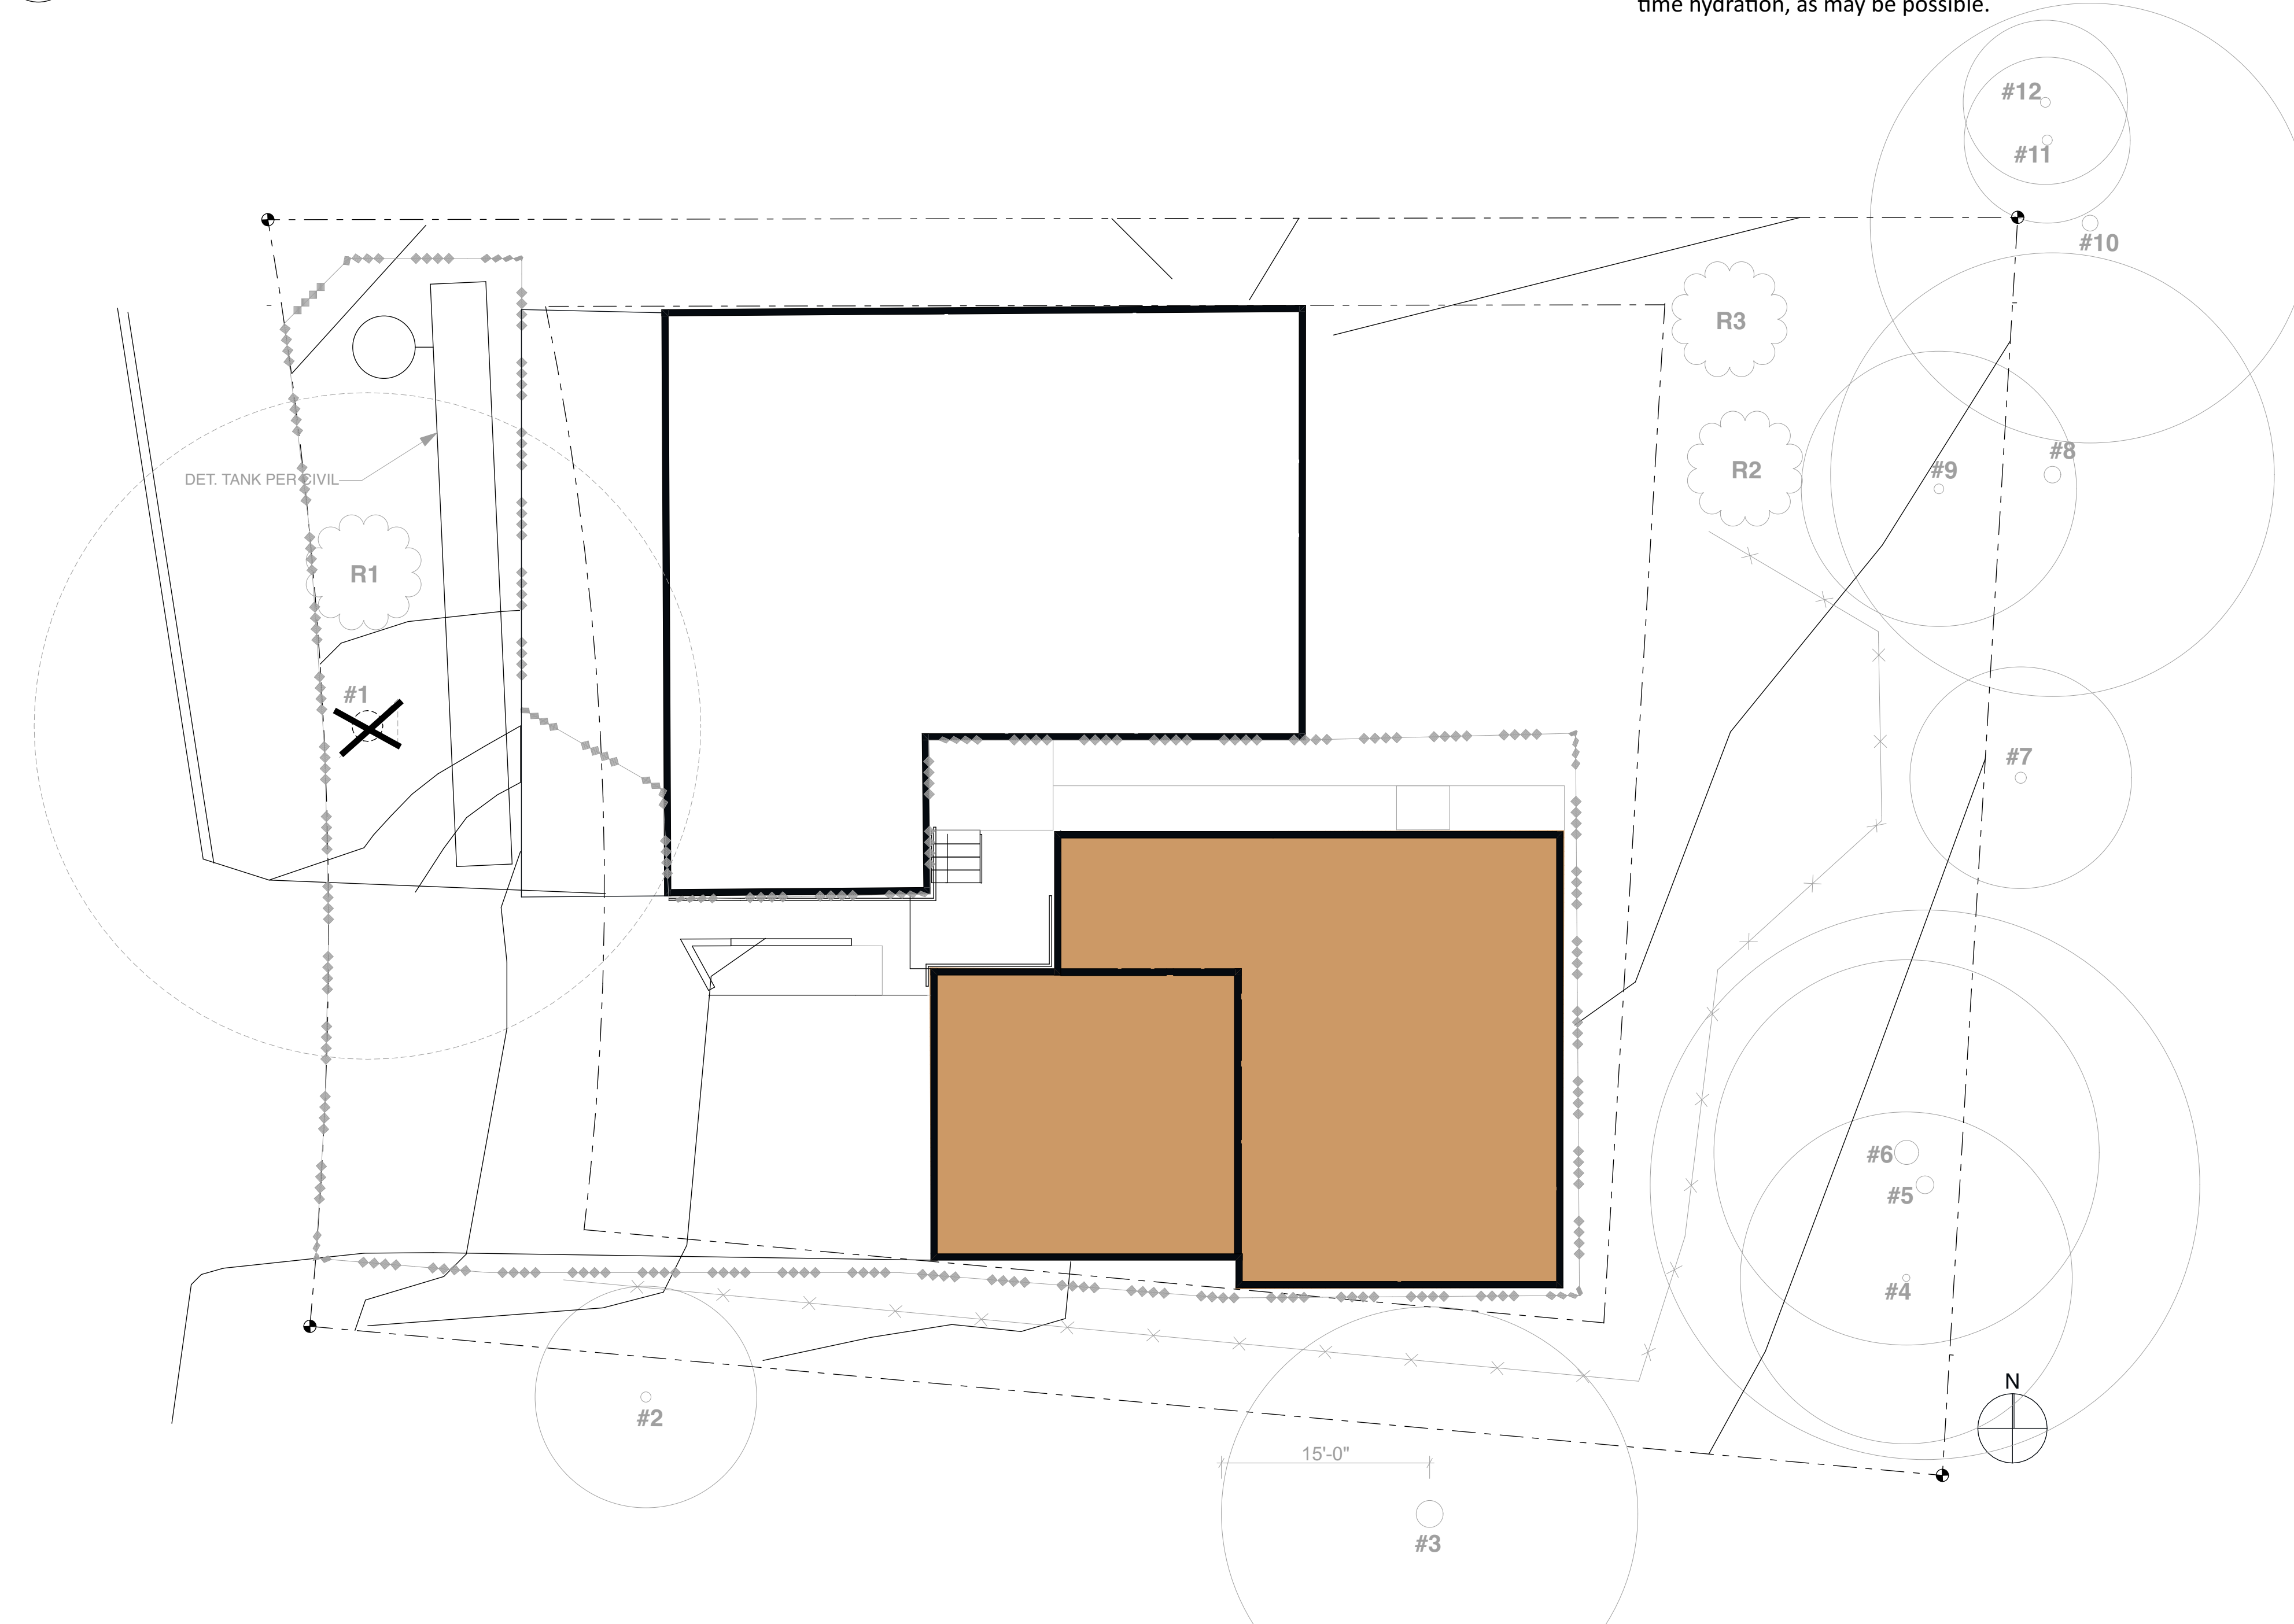 time hydration, as may be possible.
#12
#11
#10
R3
#8
R2
#9
DET. TANK PER CIVIL
R1
#1
#7
#6
#5
#4
N
#2
15'-0"
#3